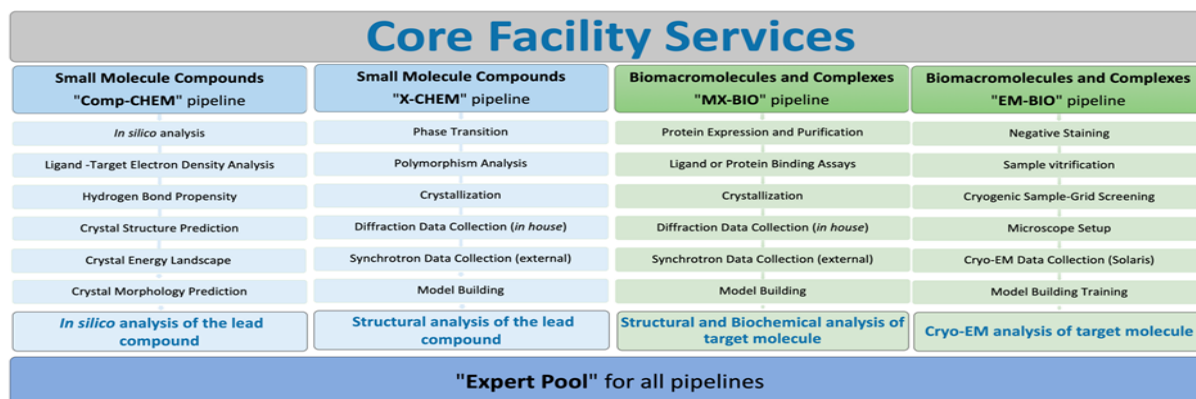 Core Facility Services
Small Molecule Compounds
"Comp-CHEM" pipeline
In silico analysis
Ligand -Target Electron Density Analysis
Hydrogen Bond Propensity
Crystal Structure Prediction
Crystal Energy Landscape
Crystal Morphology Prediction
In silico analysis of the lead
compound
Small Molecule Compounds
"X-CHEM" pipeline
Phase Transition
Polymorphism Analysis
Crystallization
Diffraction Data Collection (in house)
Synchrotron Data Collection (external)
Model Building
Structural analysis of the lead
compound
Biomacromolecules and Complexes
"MX-BIO" pipeline
Protein Expression and Purification
Ligand or Protein Binding Assays
Crystallization
Diffraction Data Collection (in house)
Synchrotron Data Collection (external)
Model Building
Structural and Biochemical analysis of
target molecule
Biomacromolecules and Complexes
"EM-BIO" pipeline
Negative Staining
Sample vitrification
Cryogenic Sample-Grid Screening
Microscope Setup
Cryo-EM Data Collection (Solaris)
Model Building Training
Cryo-EM analysis of target molecule
"Expert Pool" for all pipelines